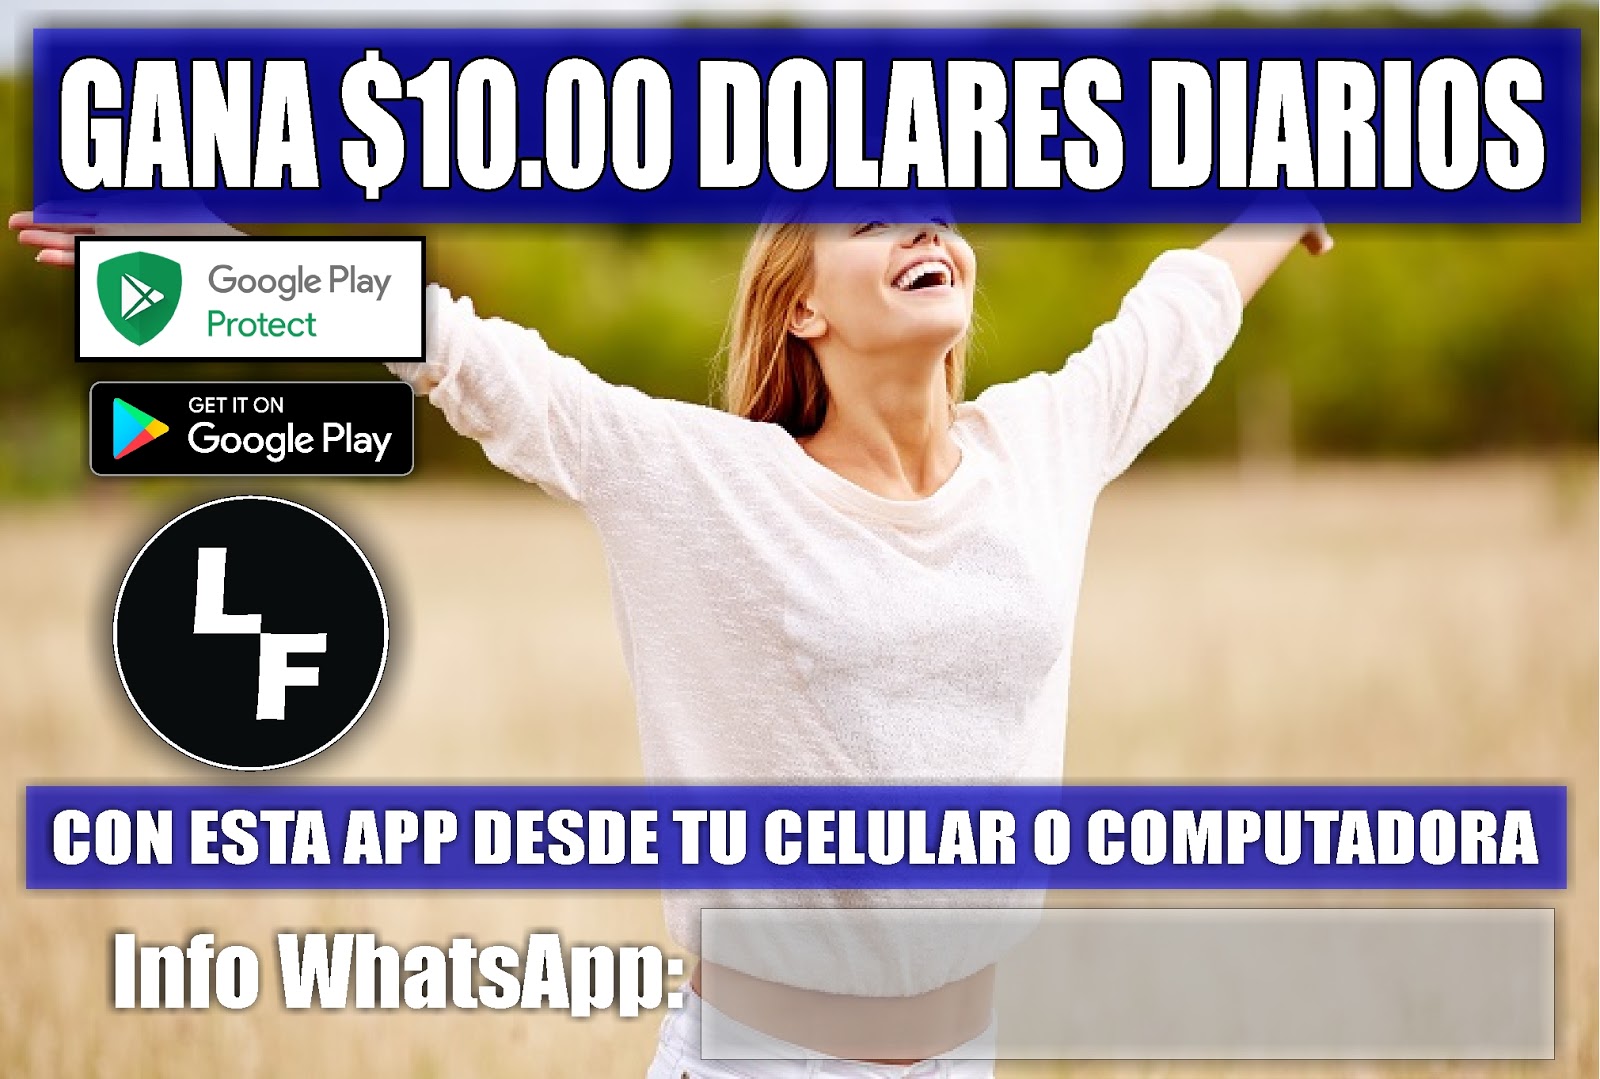 GANA $10.00 DOLARES DIARIOS
Google Play
Protect
GET IT ON
Google Play
L
F
CON ESTA APP DESDE TU CELULAR O COMPUTADORA
Info WhatsApp: